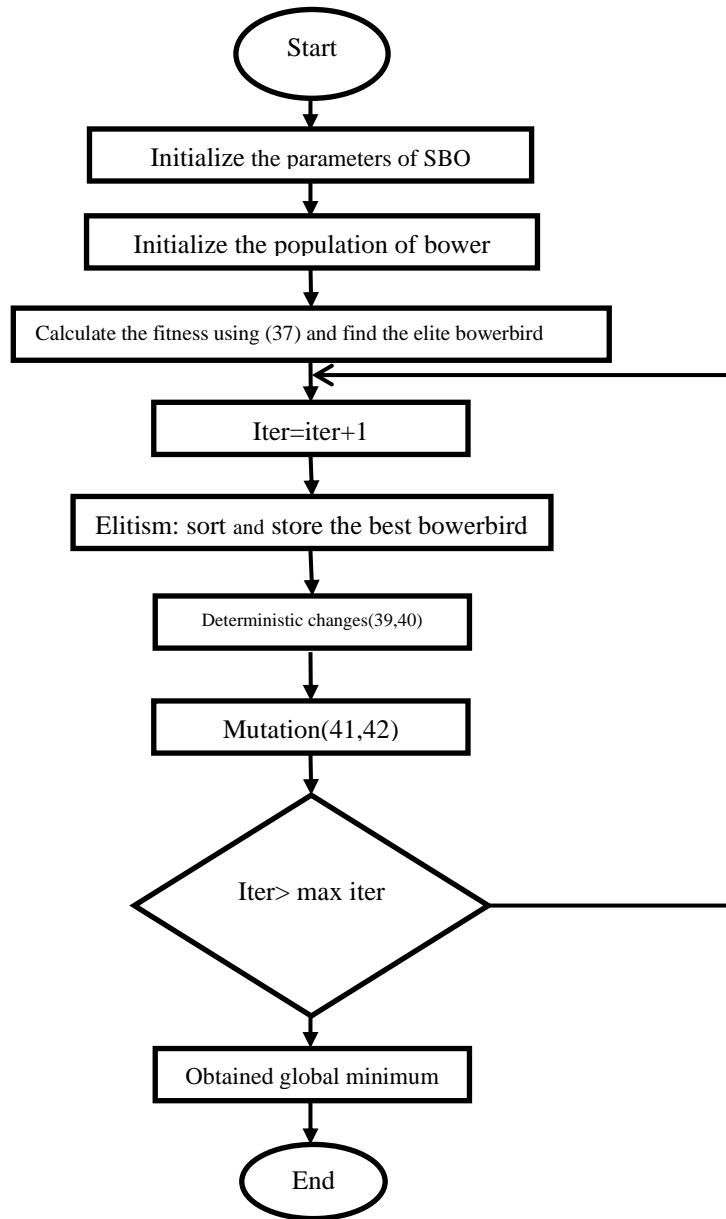 Start
Initialize the parameters of SBO
Initialize the population of bower
Calculate the fitness using (37) and find the elite bowerbird
Iter=iter+1
Elitism: sort and store the best bowerbird
Deterministic changes(39,40)
Mutation(41,42)
Iter> max iter
Obtained global minimum
End